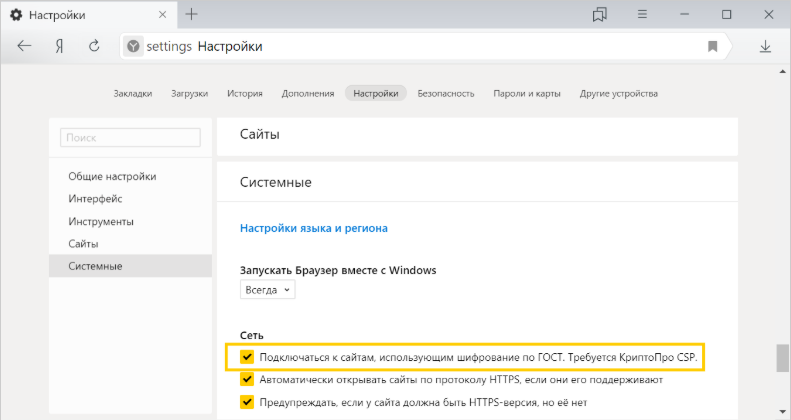 Настройки
settings Настройки
Закладки Загрузки История Дополнения Настройки Безопасность Пароли и карты Другие устройства
Поиск
Общие настройки
Интерфейс
Инструменты
Сайты
Системные
Сайты
Системные
Настройки языка и региона
Запускать Браузер вместе с Windows
Всегда
Сеть
Подключаться к сайтам, использующим шифрование по ГОСТ. Требуется КриптоПро CSP.
Автоматически открывать сайты по протоколу HTTPS, если они его поддерживают
Предупреждать, если у сайта должна быть HTTPS-версия, но её нет